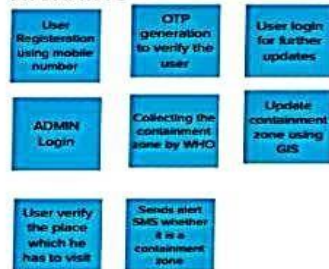 User
Registeration
using mobile
number
OTP
generation
to verify the
user
User login
for further
updates
ADMIN
Login
Collecting the
containment
zone by WHO
Update
containment
zone using
GIS
User verify
the place
which he
has to visit
Sends alert
SMS whether
it is a
containment
zone